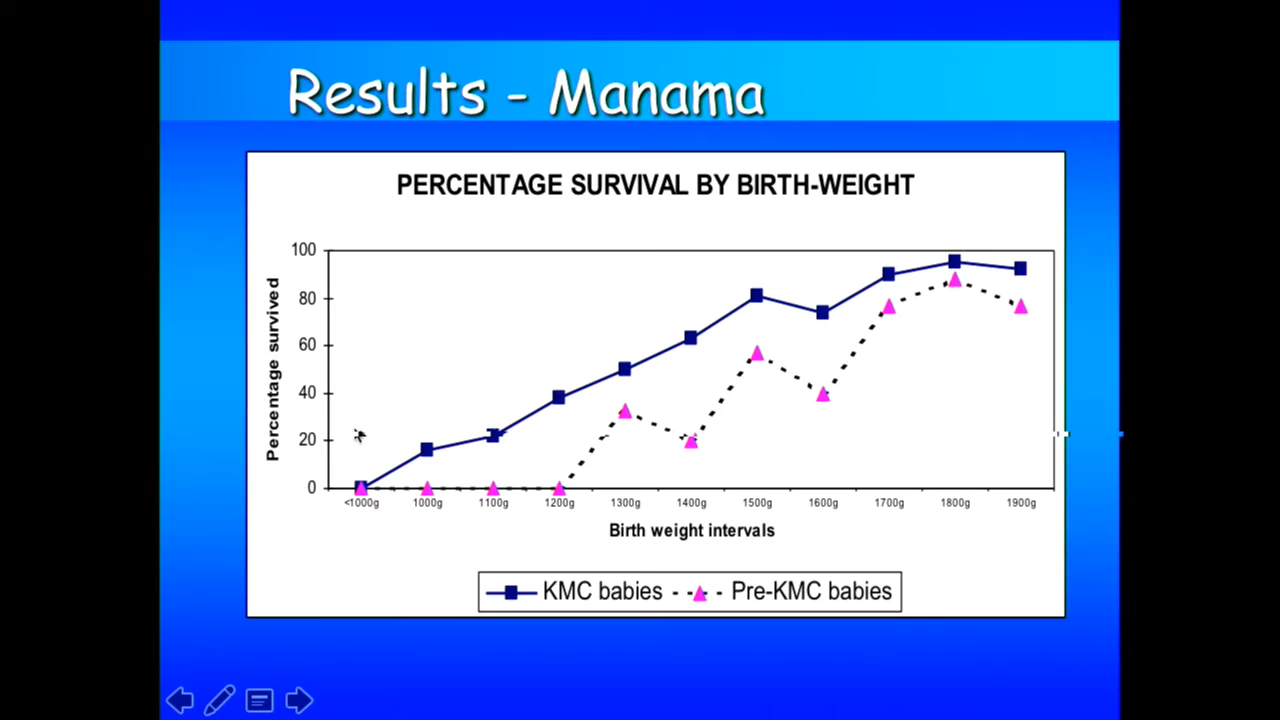 Results - Manama
PERCENTAGE SURVIVAL BY BIRTH-WEIGHT
Percentage survived
100
80
60
40
20
0
<1000g 1000g 1100g 1200g 1300g 1400g 1500g 1600g 1700g 1800g 1900g
Birth weight intervals
KMC babies Pre-KMC babies